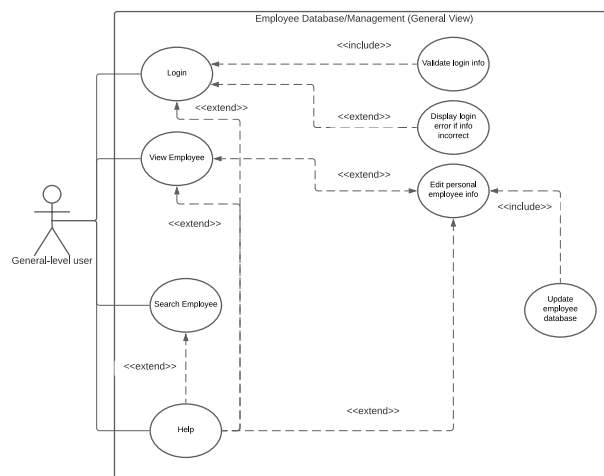 Employee Database/Management (General View)
<<include>>
Login
Validate login info
<<extend>>
<<extend>>
Display login
error if info
incorrect
View Employee
<<extend>>
Edit personal
employee info
<<include>>
<<extend>>
General-level user
Search Employee
Update
employee
database
<<extend>>
<<extend>>
Help